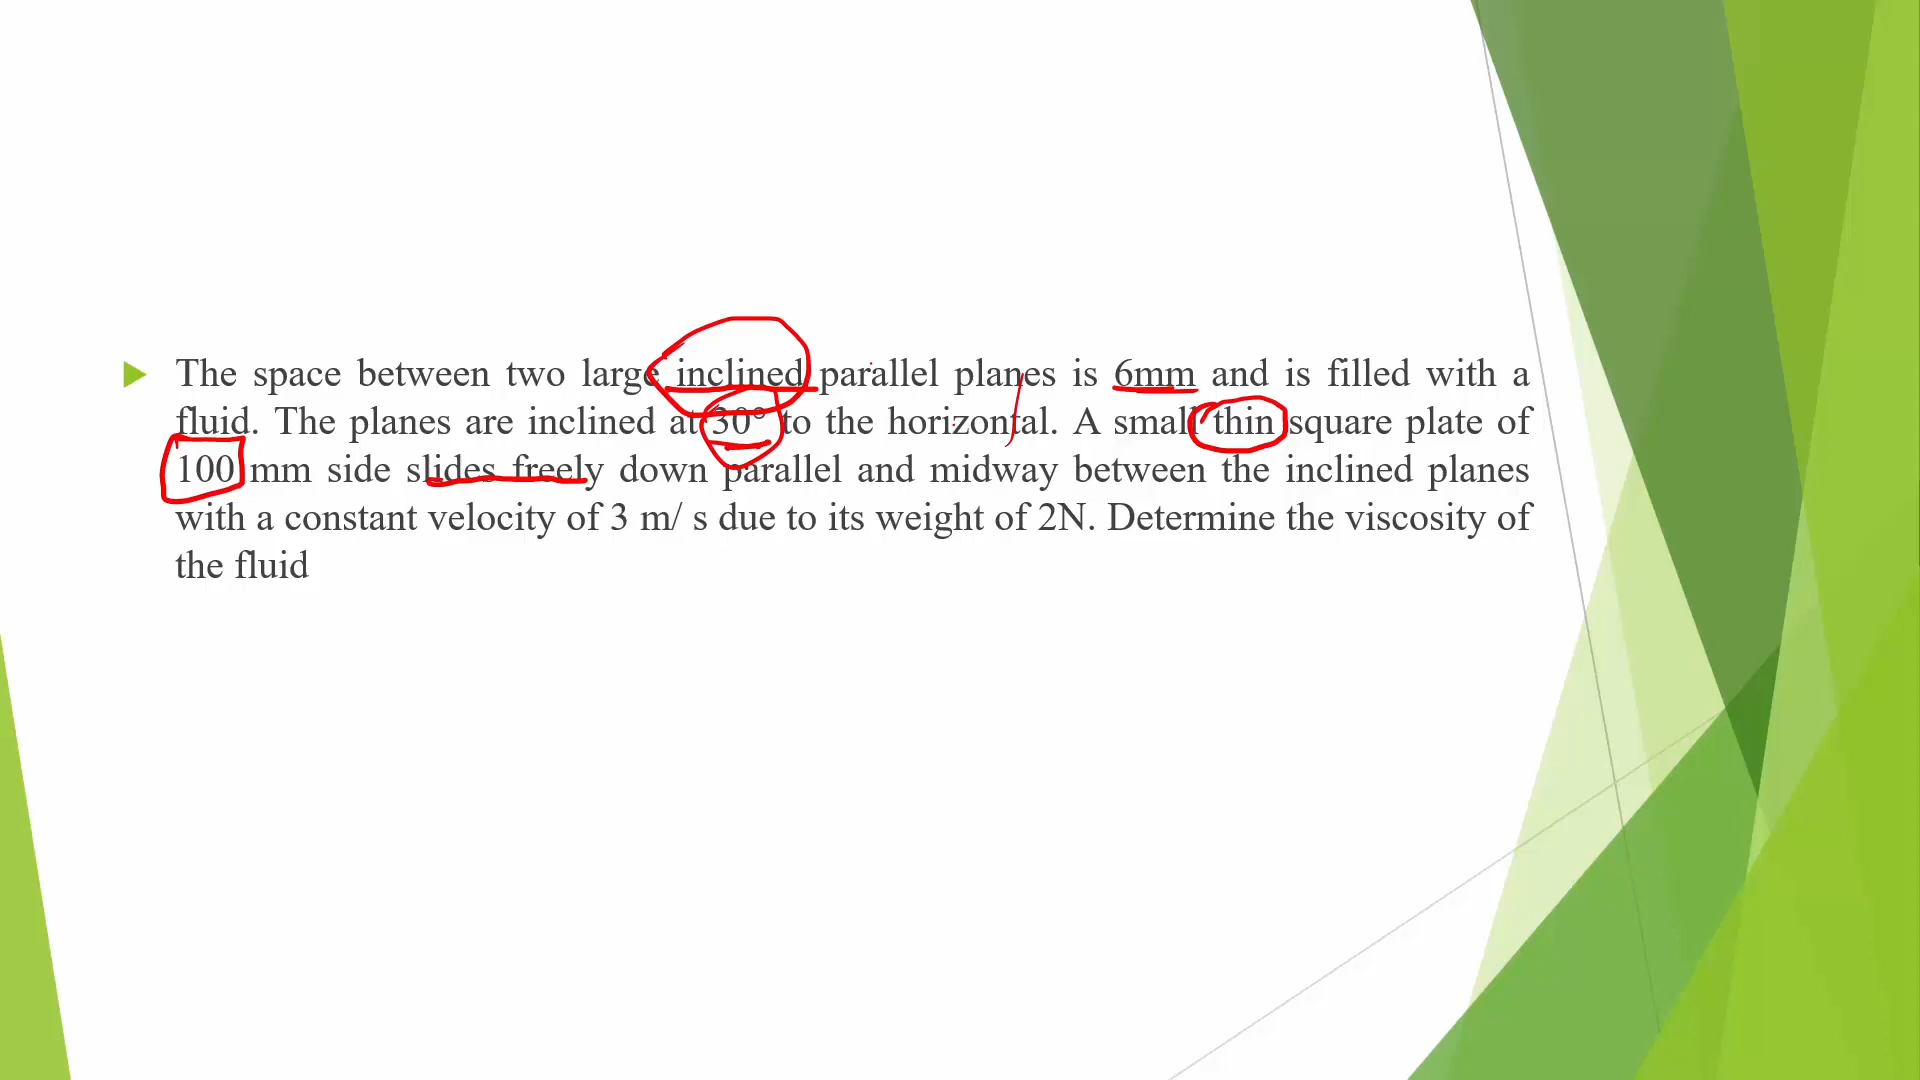 The space between two large inclined parallel planes is 6mm and is filled with a
fluid. The planes are inclined at 30° to the horizontal. A small thin square plate of
100 mm side slides freely down parallel and midway between the inclined planes
with a constant velocity of 3 m/ s due to its weight of 2N. Determine the viscosity of
the fluid